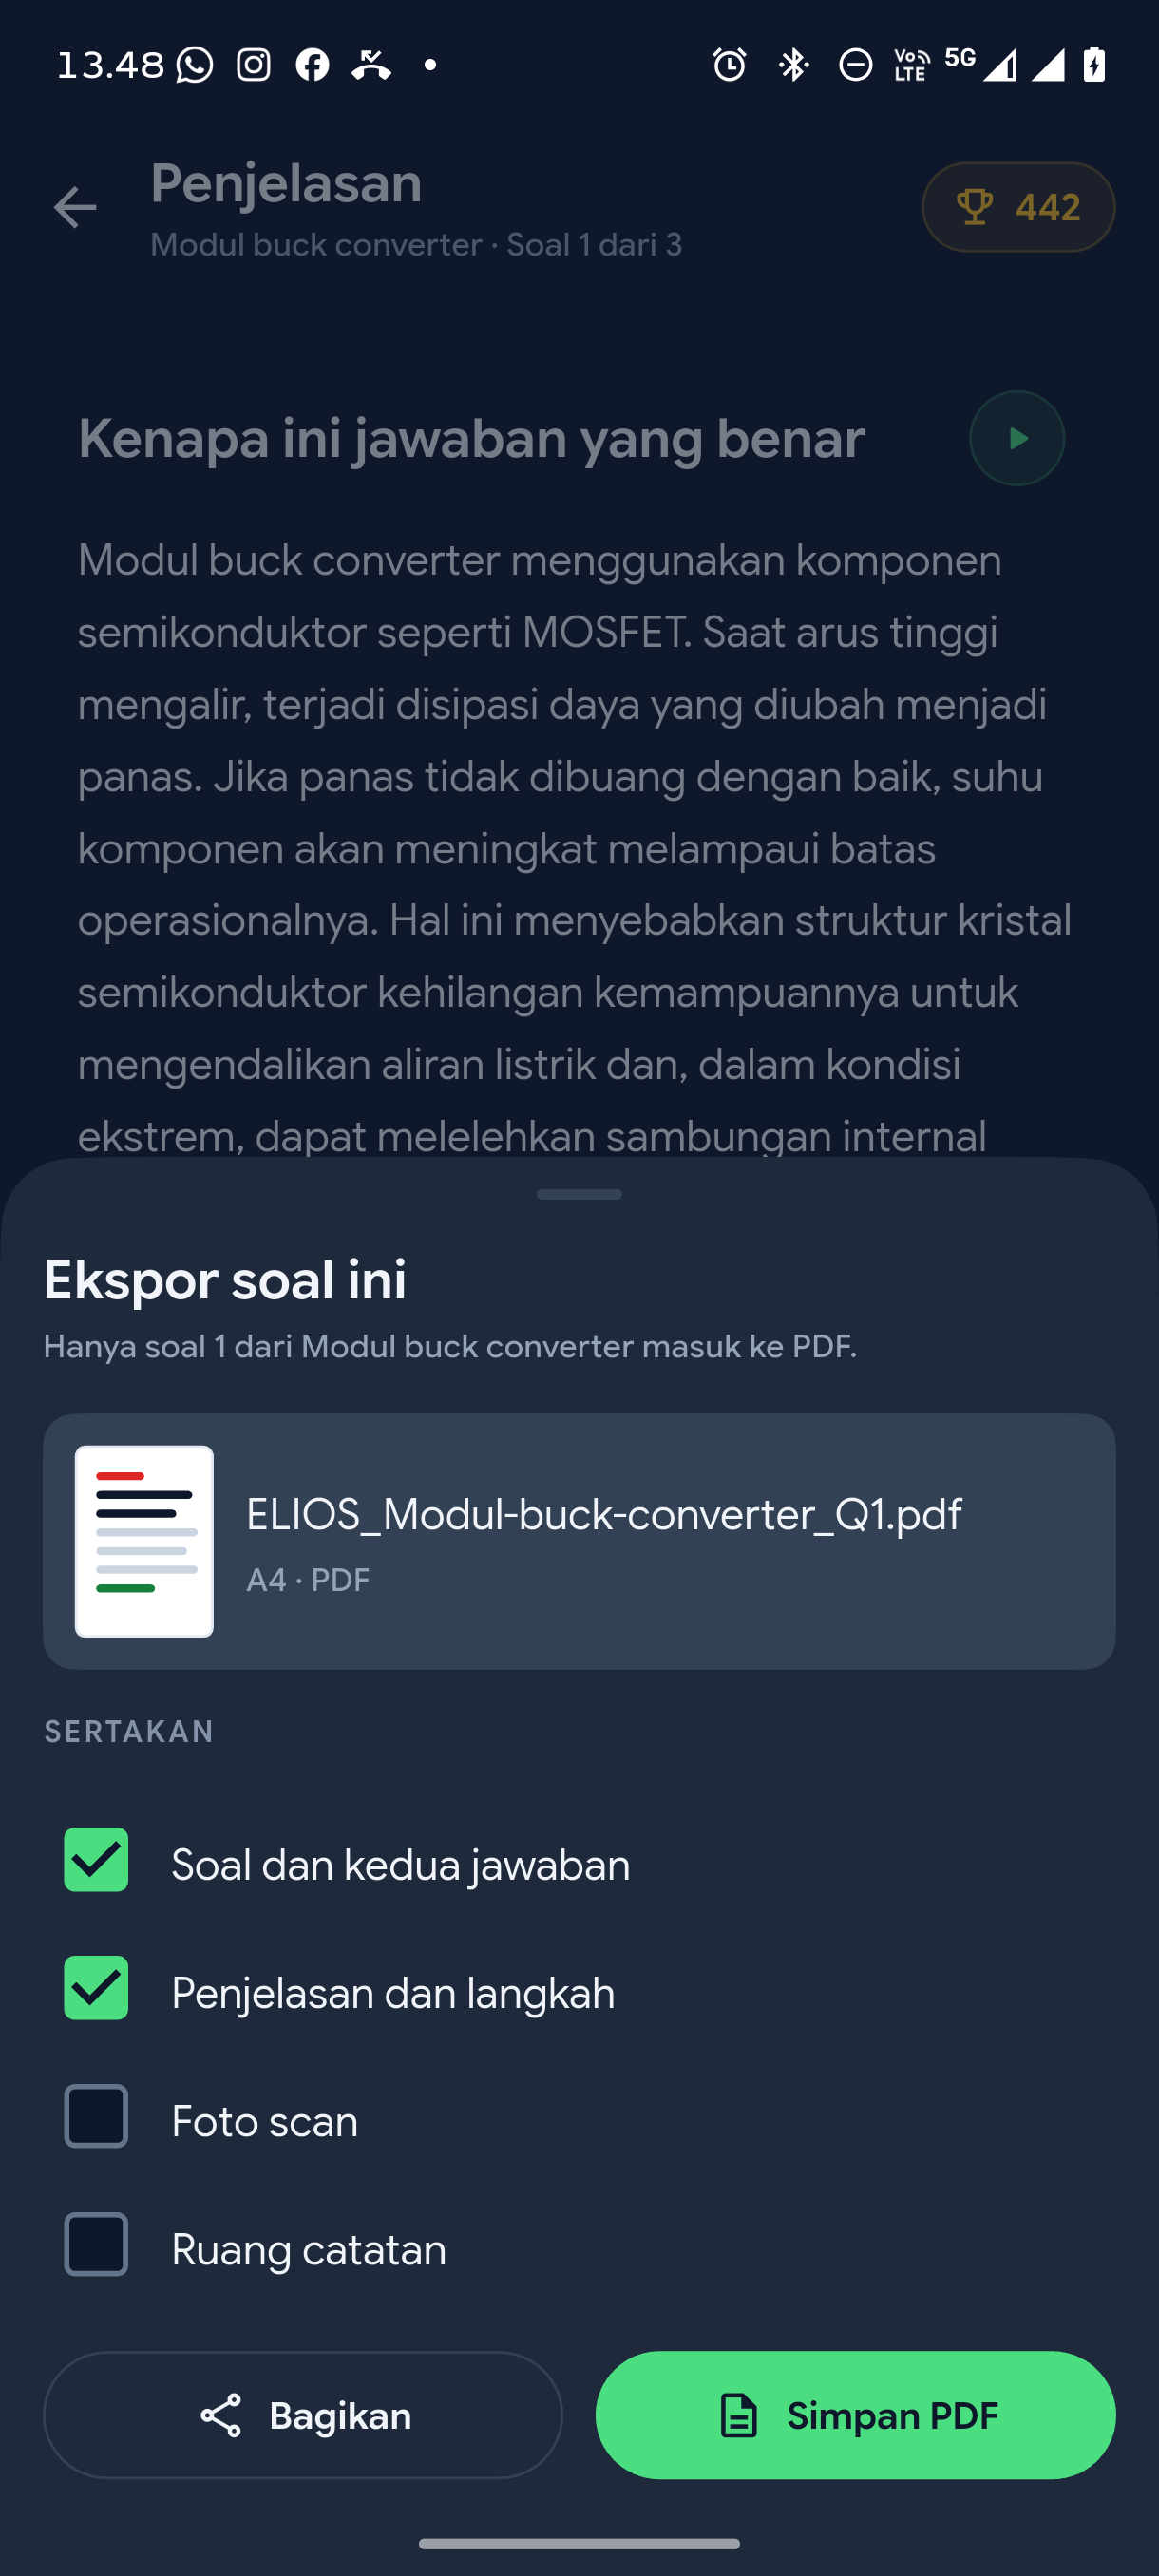 13.48
Vo LTE 5G
Penjelasan
Modul buck converter · Soal 1 dari 3
442
Kenapa ini jawaban yang benar
Modul buck converter menggunakan komponen
semikonduktor seperti MOSFET. Saat arus tinggi
mengalir, terjadi disipasi daya yang diubah menjadi
panas. Jika panas tidak dibuang dengan baik, suhu
komponen akan meningkat melampaui batas
operasionalnya. Hal ini menyebabkan struktur kristal
semikonduktor kehilangan kemampuannya untuk
mengendalikan aliran listrik dan, dalam kondisi
ekstrem, dapat melelehkan sambungan internal
Ekspor soal ini
Hanya soal 1 dari Modul buck converter masuk ke PDF.
ELIOS_Modul-buck-converter_Q1.pdf
A4 · PDF
SERTAKAN
Soal dan kedua jawaban
Penjelasan dan langkah
Foto scan
Ruang catatan
Bagikan
Simpan PDF